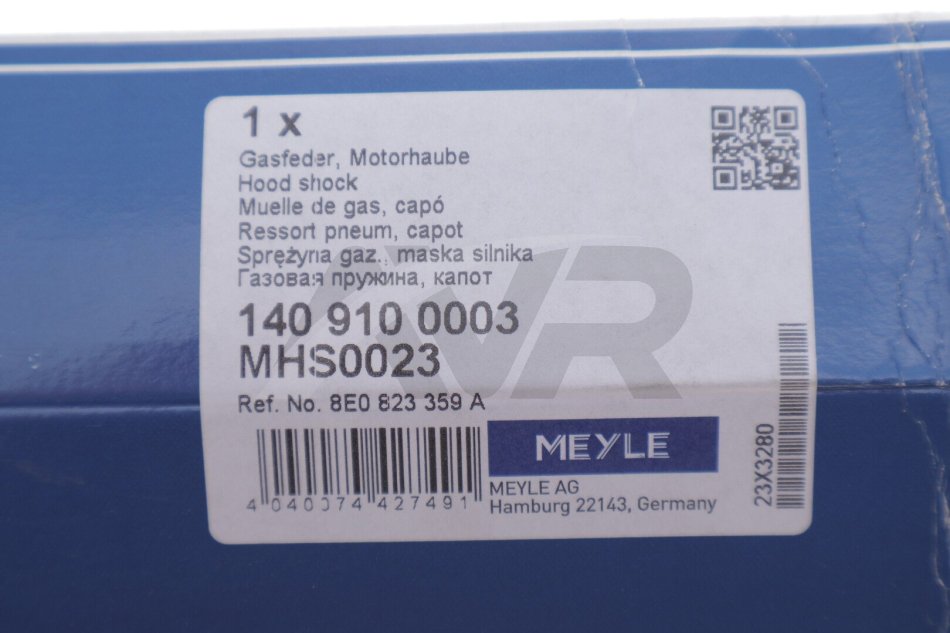 1 x
Gasfeder, Motorhaube
Hood shock
Muelle de gas, capó
Ressort pneum, capot
Sprężyna gaz., maska silnika
Газовая пружина, капот
140 910 0003
MHS0023
Ref. No. 8E0 823 359 A
4 040074 427491
MEYLE
MEYLE AG
Hamburg 22143, Germany
23X3280
VR